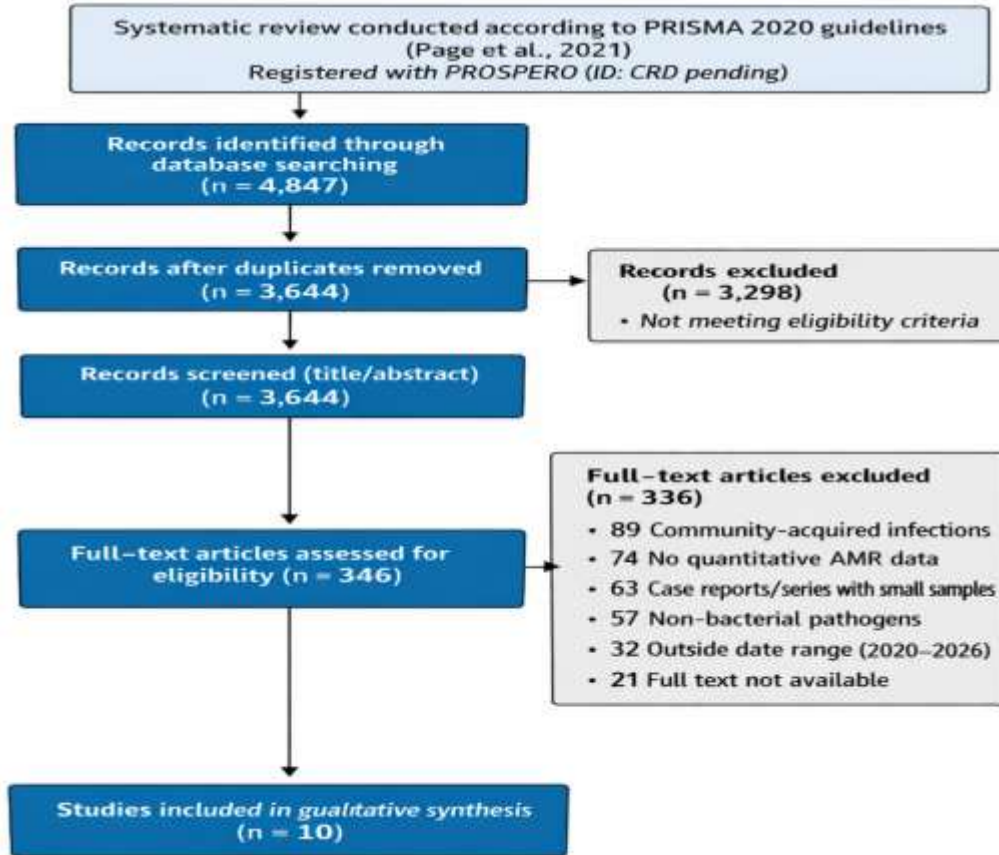 Systematic review conducted according to PRISMA 2020 guidelines
(Page et al., 2021)
Registered with PROSPERO (ID: CRD pending)
Records identified through
database searching
(n = 4,847)
Records after duplicates removed
(n = 3,644)
Records excluded
(n = 3,298)
• Not meeting eligibility criteria
Records screened (title/abstract)
(n = 3,644)
Full-text articles assessed for
eligibility (n = 346)
Full-text articles excluded
(n = 336)
• 89 Community-acquired infections
• 74 No quantitative AMR data
• 63 Case reports/series with small samples
• 57 Non-bacterial pathogens
• 32 Outside date range (2020–2026)
• 21 Full text not available
Studies included in qualitative synthesis
(n = 10)